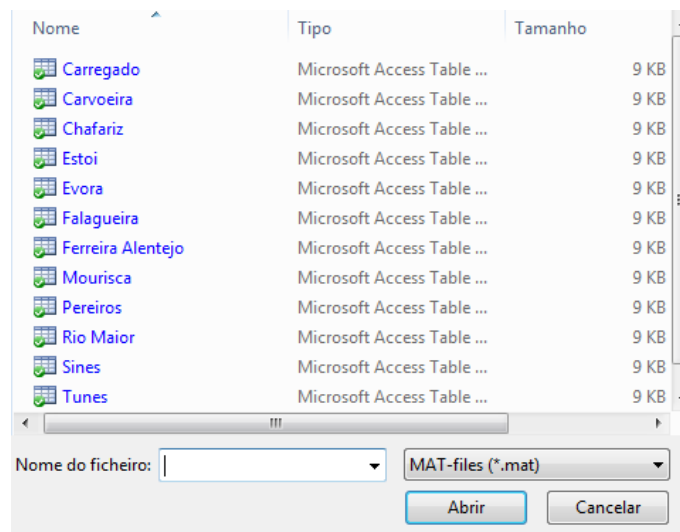 Nome Tipo Tamanho
Carregado Microsoft Access Table ... 9 KB
Carvoeira Microsoft Access Table ... 9 KB
Chafariz Microsoft Access Table ... 9 KB
Estoi Microsoft Access Table ... 9 KB
Evora Microsoft Access Table ... 9 KB
Falagueira Microsoft Access Table ... 9 KB
Ferreira Alentejo Microsoft Access Table ... 9 KB
Mourisca Microsoft Access Table ... 9 KB
Pereiros Microsoft Access Table ... 9 KB
Rio Maior Microsoft Access Table ... 9 KB
Sines Microsoft Access Table ... 9 KB
Tunes Microsoft Access Table ... 9 KB
Nome do ficheiro: MAT-files (*.mat)
Abrir Cancelar